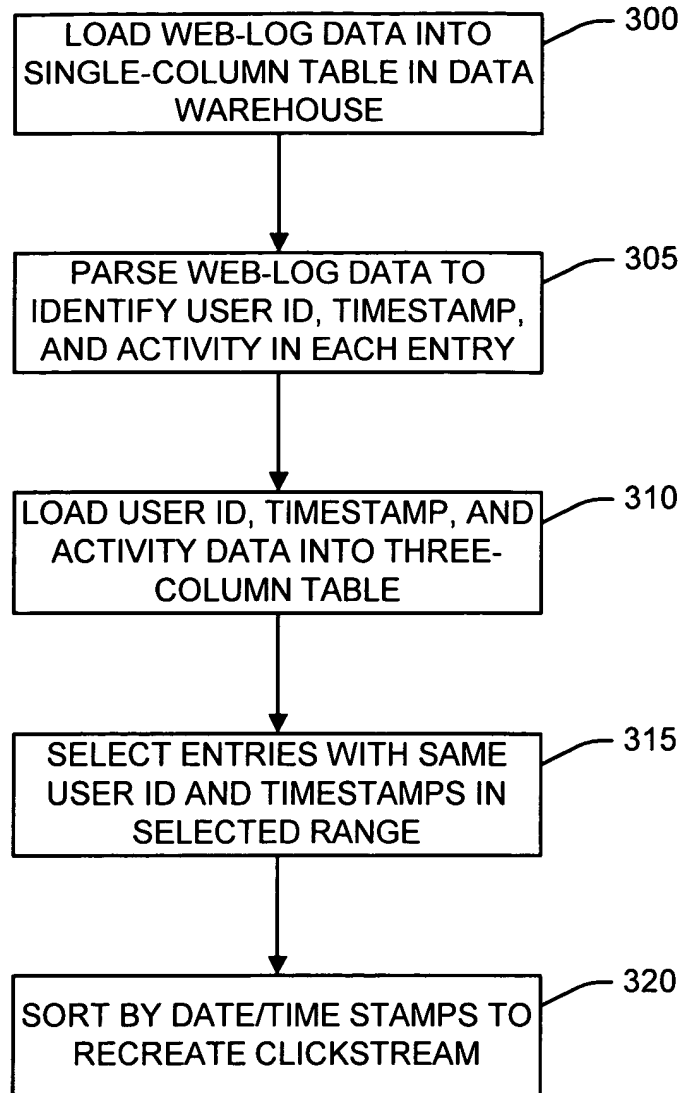 LOAD WEB-LOG DATA INTO
SINGLE-COLUMN TABLE IN DATA
WAREHOUSE
300
PARSE WEB-LOG DATA TO
IDENTIFY USER ID, TIMESTAMP,
AND ACTIVITY IN EACH ENTRY
305
LOAD USER ID, TIMESTAMP, AND
ACTIVITY DATA INTO THREE-
COLUMN TABLE
310
SELECT ENTRIES WITH SAME
USER ID AND TIMESTAMPS IN
SELECTED RANGE
315
SORT BY DATE/TIME STAMPS TO
RECREATE CLICKSTREAM
320